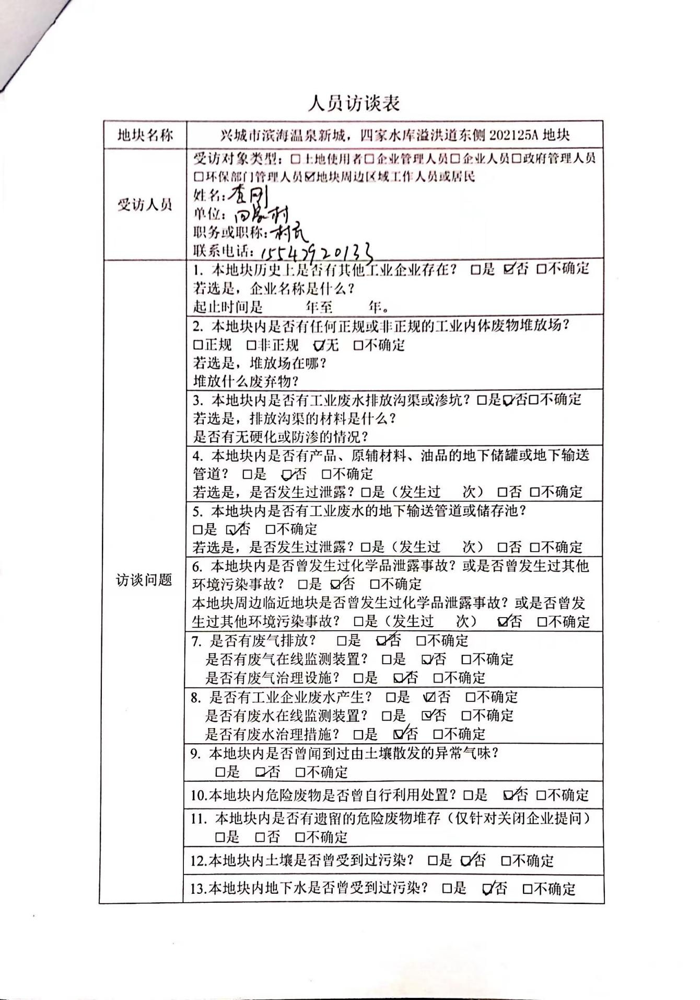 人员访谈表
地块名称
兴城市滨海温泉新城，四家水库溢洪道东侧 202125A 地块
受访人员
受访对象类型：□土地使用者□企业管理人员□企业人员□政府管理人员
□环保部门管理人员☑地块周边区域工作人员或居民
姓名：查刚
单位：四家村
职务或职称：村民
联系电话：15542920133
访谈问题
1. 本地块历史上是否有其他工业企业存在？ □是 ☑否 □不确定
若选是，企业名称是什么？
起止时间是 年至 年。
2. 本地块内是否有任何正规或非正规的工业内体废物堆放场？
□正规 □非正规 ☑无 □不确定
若选是，堆放场在哪？
堆放什么废弃物？
3. 本地块内是否有工业废水排放沟渠或渗坑？□是☑否□不确定
若选是，排放沟渠的材料是什么？
是否有无硬化或防渗的情况？
4. 本地块内是否有产品、原辅材料、油品的地下储罐或地下输送
管道？ □是 ☑否 □不确定
若选是，是否发生过泄露？□是（发生过 次） □否 □不确定
5. 本地块内是否有工业废水的地下输送管道或储存池？
□是 ☑否 □不确定
若选是，是否发生过泄露？□是（发生过 次） □否 □不确定
6. 本地块内是否曾发生过化学品泄露事故？或是否曾发生过其他
环境污染事故？ □是 ☑否 □不确定
本地块周边临近地块是否曾发生过化学品泄露事故？或是否曾发
生过其他环境污染事故？ □是（发生过 次） ☑否 □不确定
7. 是否有废气排放？ □是 ☑否 □不确定
是否有废气在线监测装置？ □是 ☑否 □不确定
是否有废气治理设施？ □是 ☑否 □不确定
8. 是否有工业企业废水产生？ □是 ☑否 □不确定
是否有废水在线监测装置？ □是 ☑否 □不确定
是否有废水治理措施？ □是 ☑否 □不确定
9. 本地块内是否曾闻到过由土壤散发的异常气味？
□是 ☑否 □不确定
10.本地块内危险废物是否曾自行利用处置？□是 ☑否 □不确定
11. 本地块内是否有遗留的危险废物堆存（仅针对关闭企业提问）
□是 □否 □不确定
12.本地块内土壤是否曾受到过污染？ □是 ☑否 □不确定
13.本地块内地下水是否曾受到过污染？ □是 ☑否 □不确定